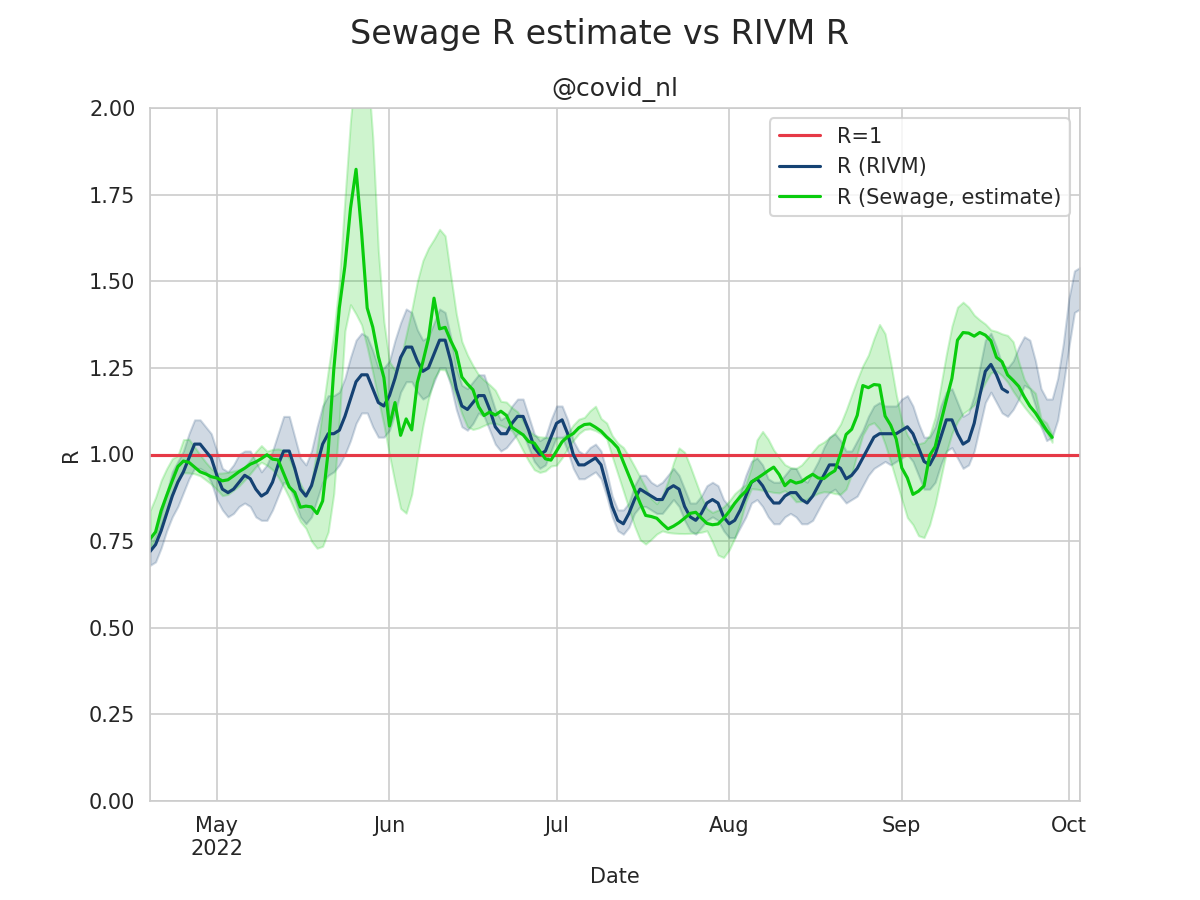 Sewage R estimate vs RIVM R
@covid_nl
R=1
R (RIVM)
R (Sewage, estimate)
2.00
1.75
1.50
1.25
1.00
0.75
0.50
0.25
0.00
R
May
2022
Jun
Jul
Aug
Sep
Oct
Date